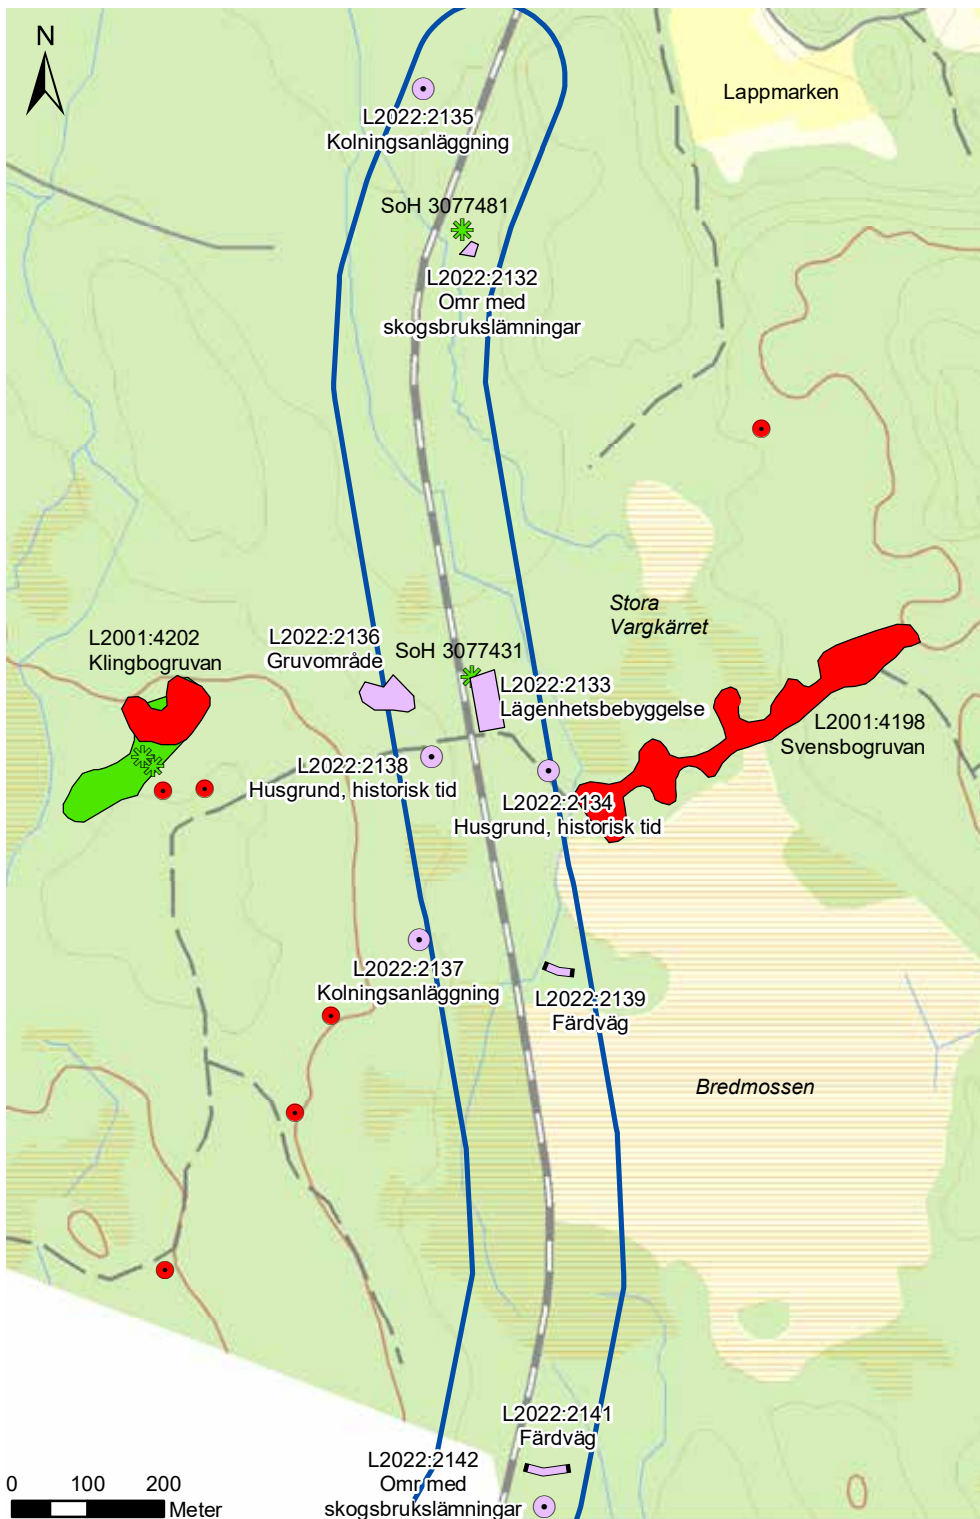 N
Lappmarken
L2022:2135
Kolningsanläggning
SoH 3077481
L2022:2132
Omr med
skogsbrukslämningar
Stora
Vargkärret
L2001:4202
Klingbogruvan
L2022:2136
Gruvområde
SoH 3077431
L2022:2133
Lägenhetsbebyggelse
L2001:4198
Svensbogruvan
L2022:2138
Husgrund, historisk tid
L2022:2134
Husgrund, historisk tid
L2022:2137
Kolningsanläggning
L2022:2139
Färdväg
Bredmossen
L2022:2141
Färdväg
L2022:2142
Omr med
skogsbrukslämningar
0 100 200
Meter